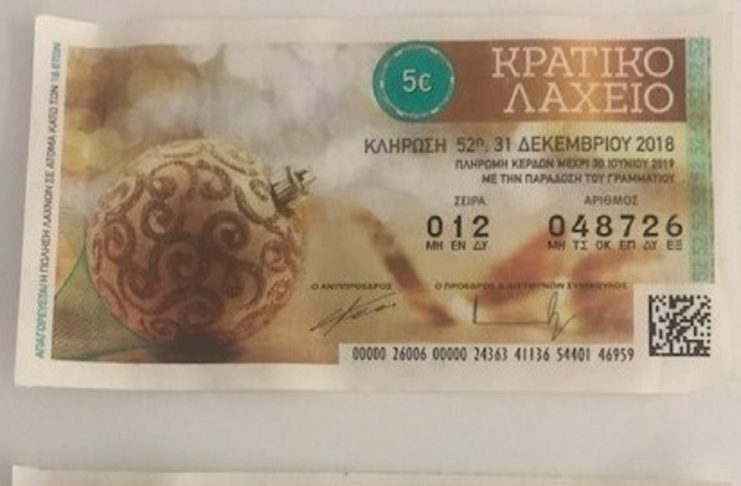 5€
ΚΡΑΤΙΚΟ
ΛΑΧΕΙΟ
ΚΛΗΡΩΣΗ 52η, 31 ΔΕΚΕΜΒΡΙΟΥ 2018
ΠΛΗΡΩΜΗ ΚΕΡΔΩΝ ΜΕΧΡΙ 30 ΙΟΥΝΙΟΥ 2019
ΜΕ ΤΗΝ ΠΑΡΑΔΟΣΗ ΤΟΥ ΓΡΑΜΜΑΤΙΟΥ
ΣΕΙΡΑ ΑΡΙΘΜΟΣ
012 048726
ΜΗ ΕΝ ΔΥ ΜΗ ΤΣ ΟΚ ΕΠ ΔΥ ΕΞ
Ο ΑΝΤΙΠΡΟΕΔΡΟΣ Ο ΠΡΟΕΔΡΟΣ & ΔΙΕΥΘΥΝΩΝ ΣΥΜΒΟΥΛΟΣ
00000 26006 00000 24363 41136 54401 46959
ΑΠΑΓΟΡΕΥΕΤΑΙ Η ΠΩΛΗΣΗ ΛΑΧΝΩΝ ΣΕ ΑΤΟΜΑ ΚΑΤΩ ΤΩΝ 18 ΕΤΩΝ